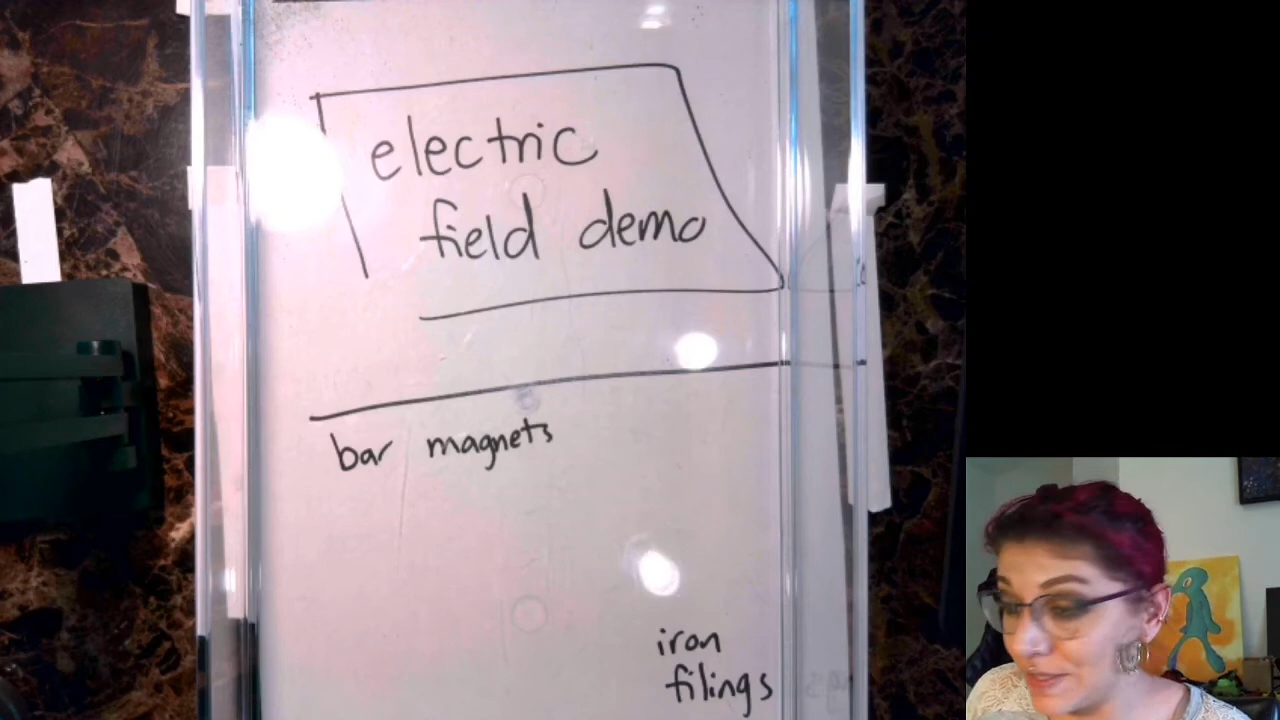 electric
field demo
bar magnets
iron
filings